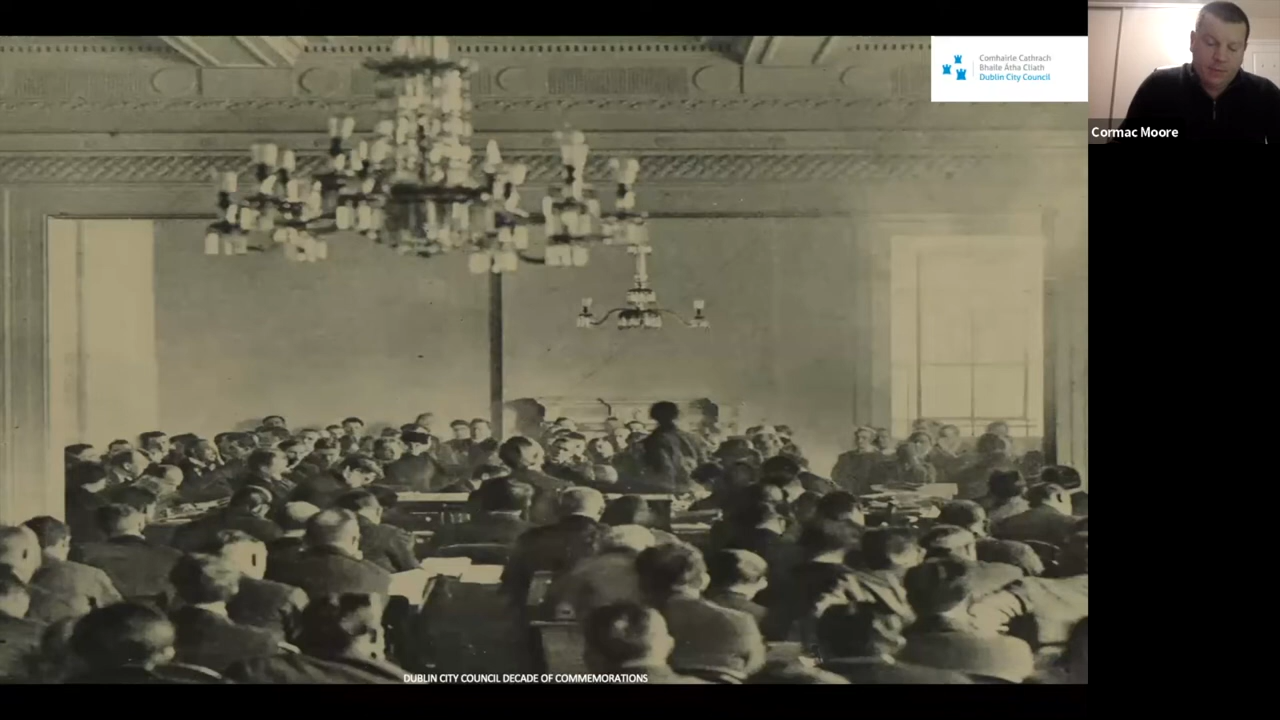 Comhairle Cathrach
Bhaile Átha Cliath
Dublin City Council
Cormac Moore
DUBLIN CITY COUNCIL DECADE OF COMMEMORATIONS